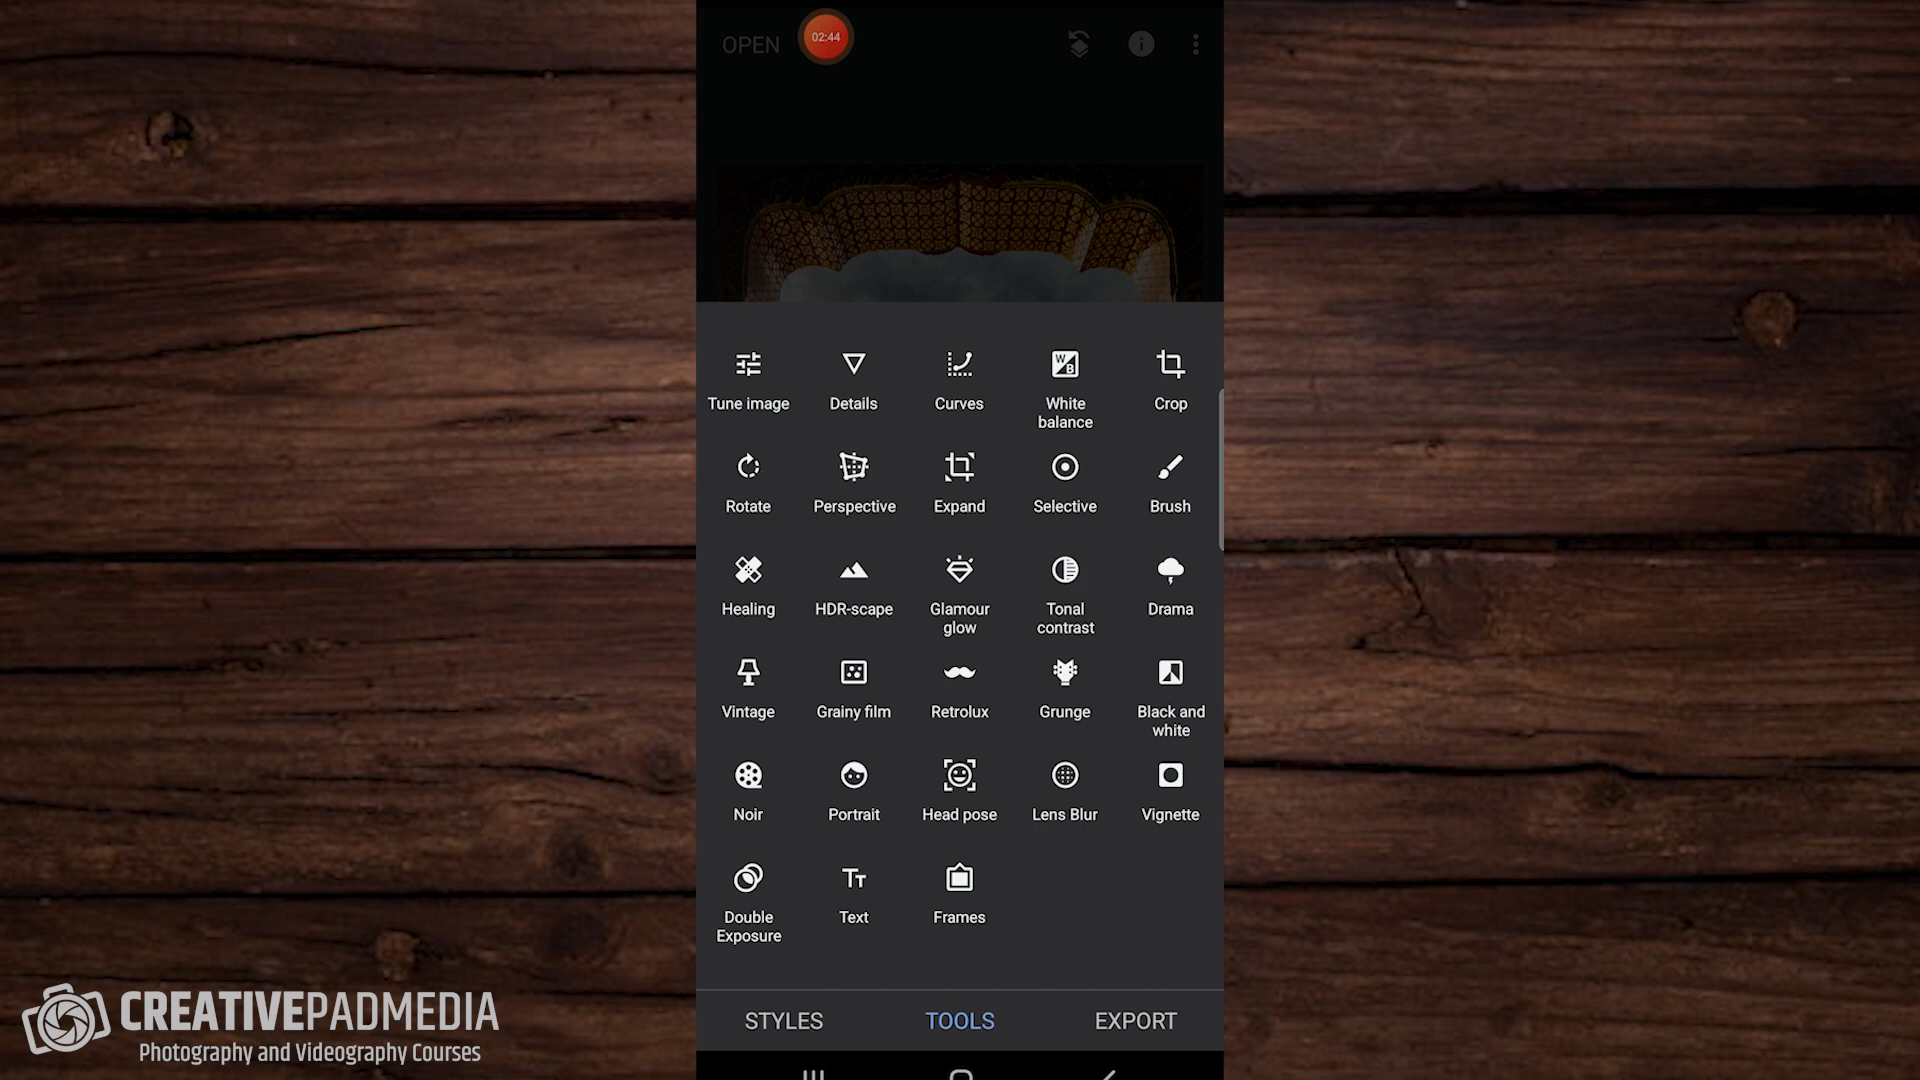 OPEN
02:44
Tune image
Details
Curves
White
balance
Crop
Rotate
Perspective
Expand
Selective
Brush
Healing
HDR-scape
Glamour
glow
Tonal
contrast
Drama
Vintage
Grainy film
Retrolux
Grunge
Black and
white
Noir
Portrait
Head pose
Lens Blur
Vignette
Double
Exposure
Text
Frames
STYLES
TOOLS
EXPORT
CREATIVEPADMEDIA
Photography and Videography Courses